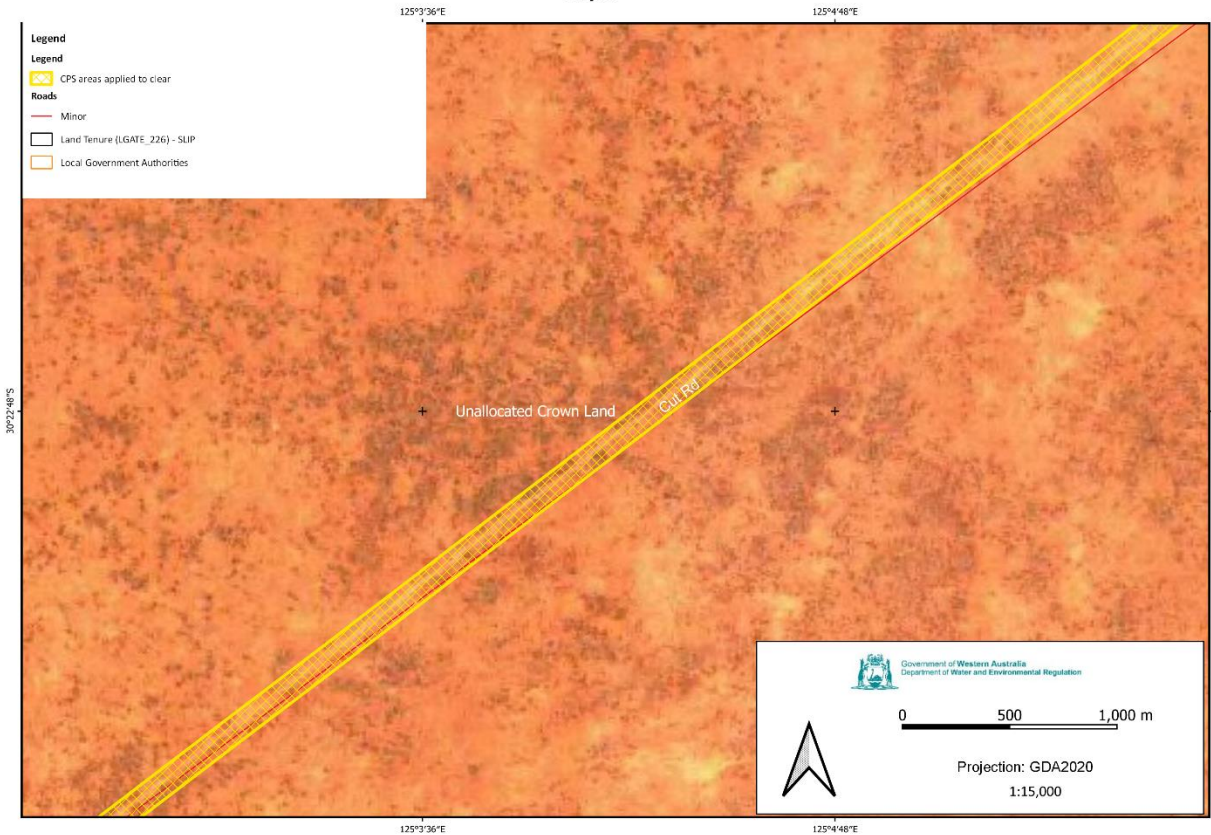 125°3'36"E
125°4'48"E
Legend
Legend
CPS areas applied to clear
Roads
Minor
Land Tenure (LGATE_226) - SLIP
Local Government Authorities
30°22'48"S
Unallocated Crown Land
Cut Rd
Government of Western Australia
Department of Water and Environmental Regulation
0 500 1,000 m
Projection: GDA2020
1:15,000
125°3'36"E
125°4'48"E